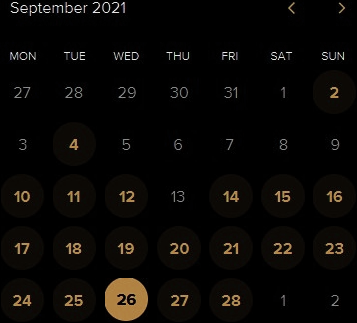 September 2021
MON TUE WED THU FRI SAT SUN
27 28 29 30 31 1 2
3 4 5 6 7 8 9
10 11 12 13 14 15 16
17 18 19 20 21 22 23
24 25 26 27 28 1 2